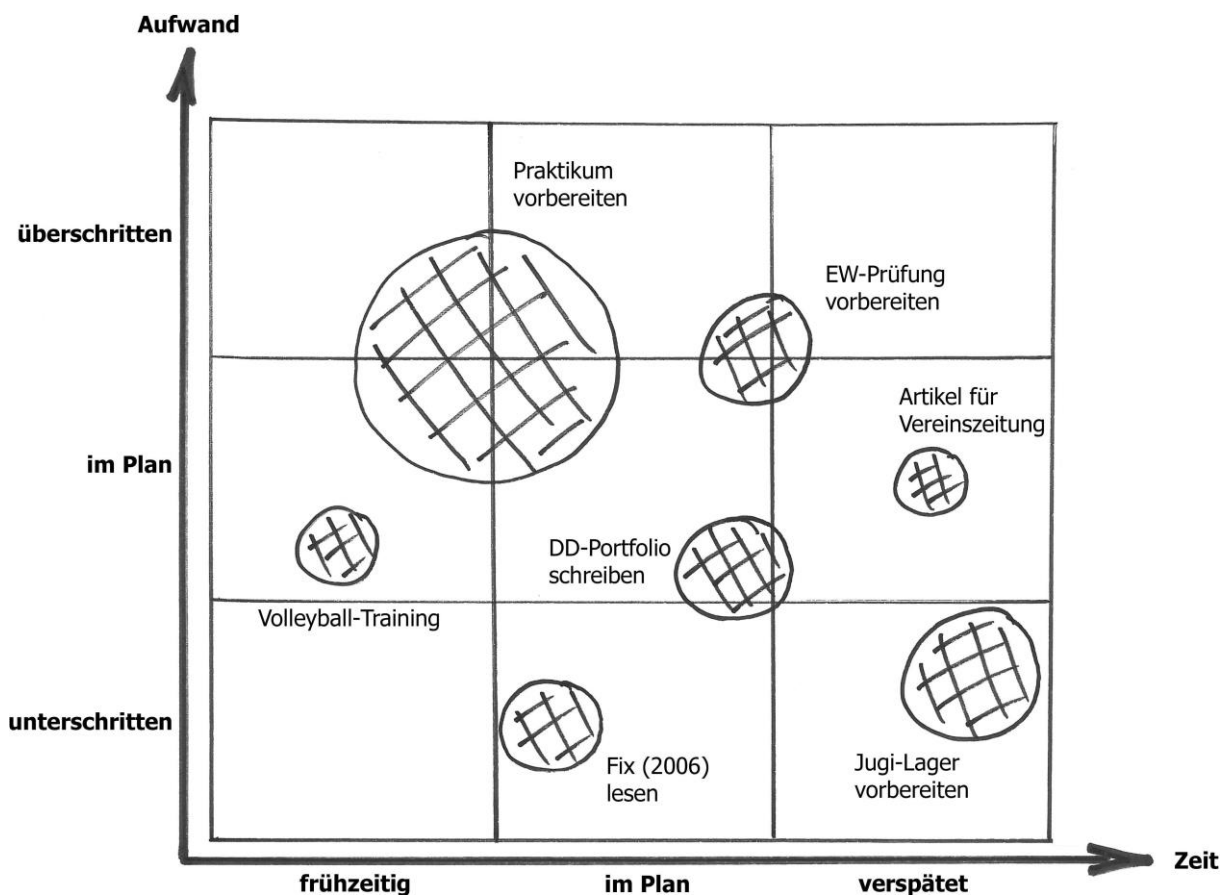 Aufwand
Praktikum
vorbereiten
überschritten
EW-Prüfung
vorbereiten
Artikel für
Vereinszeitung
im Plan
DD-Portfolio
schreiben
Volleyball-Training
unterschritten
Fix (2006)
lesen
Jugi-Lager
vorbereiten
Zeit
frühzeitig
im Plan
verspätet